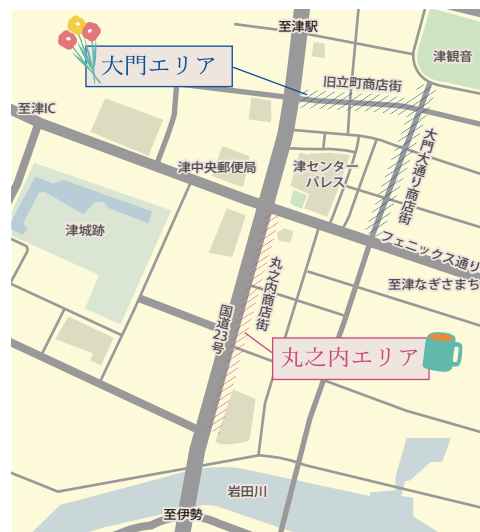 至津駅
津観音
大門エリア
旧立町商店街
至津IC
大門大通り商店街
津中央郵便局
津センター
パレス
津城跡
フェニックス通り
丸之内商店街
至津なぎさまち
国道23号
丸之内エリア
岩田川
至伊勢